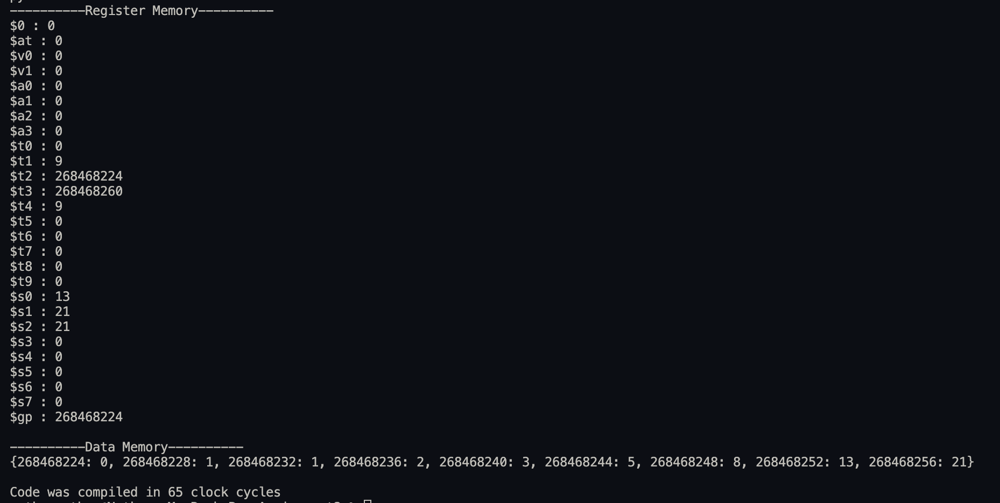 ----------Register Memory----------
$0 : 0
$at : 0
$v0 : 0
$v1 : 0
$a0 : 0
$a1 : 0
$a2 : 0
$a3 : 0
$t0 : 0
$t1 : 9
$t2 : 268468224
$t3 : 268468260
$t4 : 9
$t5 : 0
$t6 : 0
$t7 : 0
$t8 : 0
$t9 : 0
$s0 : 13
$s1 : 21
$s2 : 21
$s3 : 0
$s4 : 0
$s5 : 0
$s6 : 0
$s7 : 0
$gp : 268468224
----------Data Memory----------
{268468224: 0, 268468228: 1, 268468232: 1, 268468236: 2, 268468240: 3, 268468244: 5, 268468248: 8, 268468252: 13, 268468256: 21}
Code was compiled in 65 clock cycles